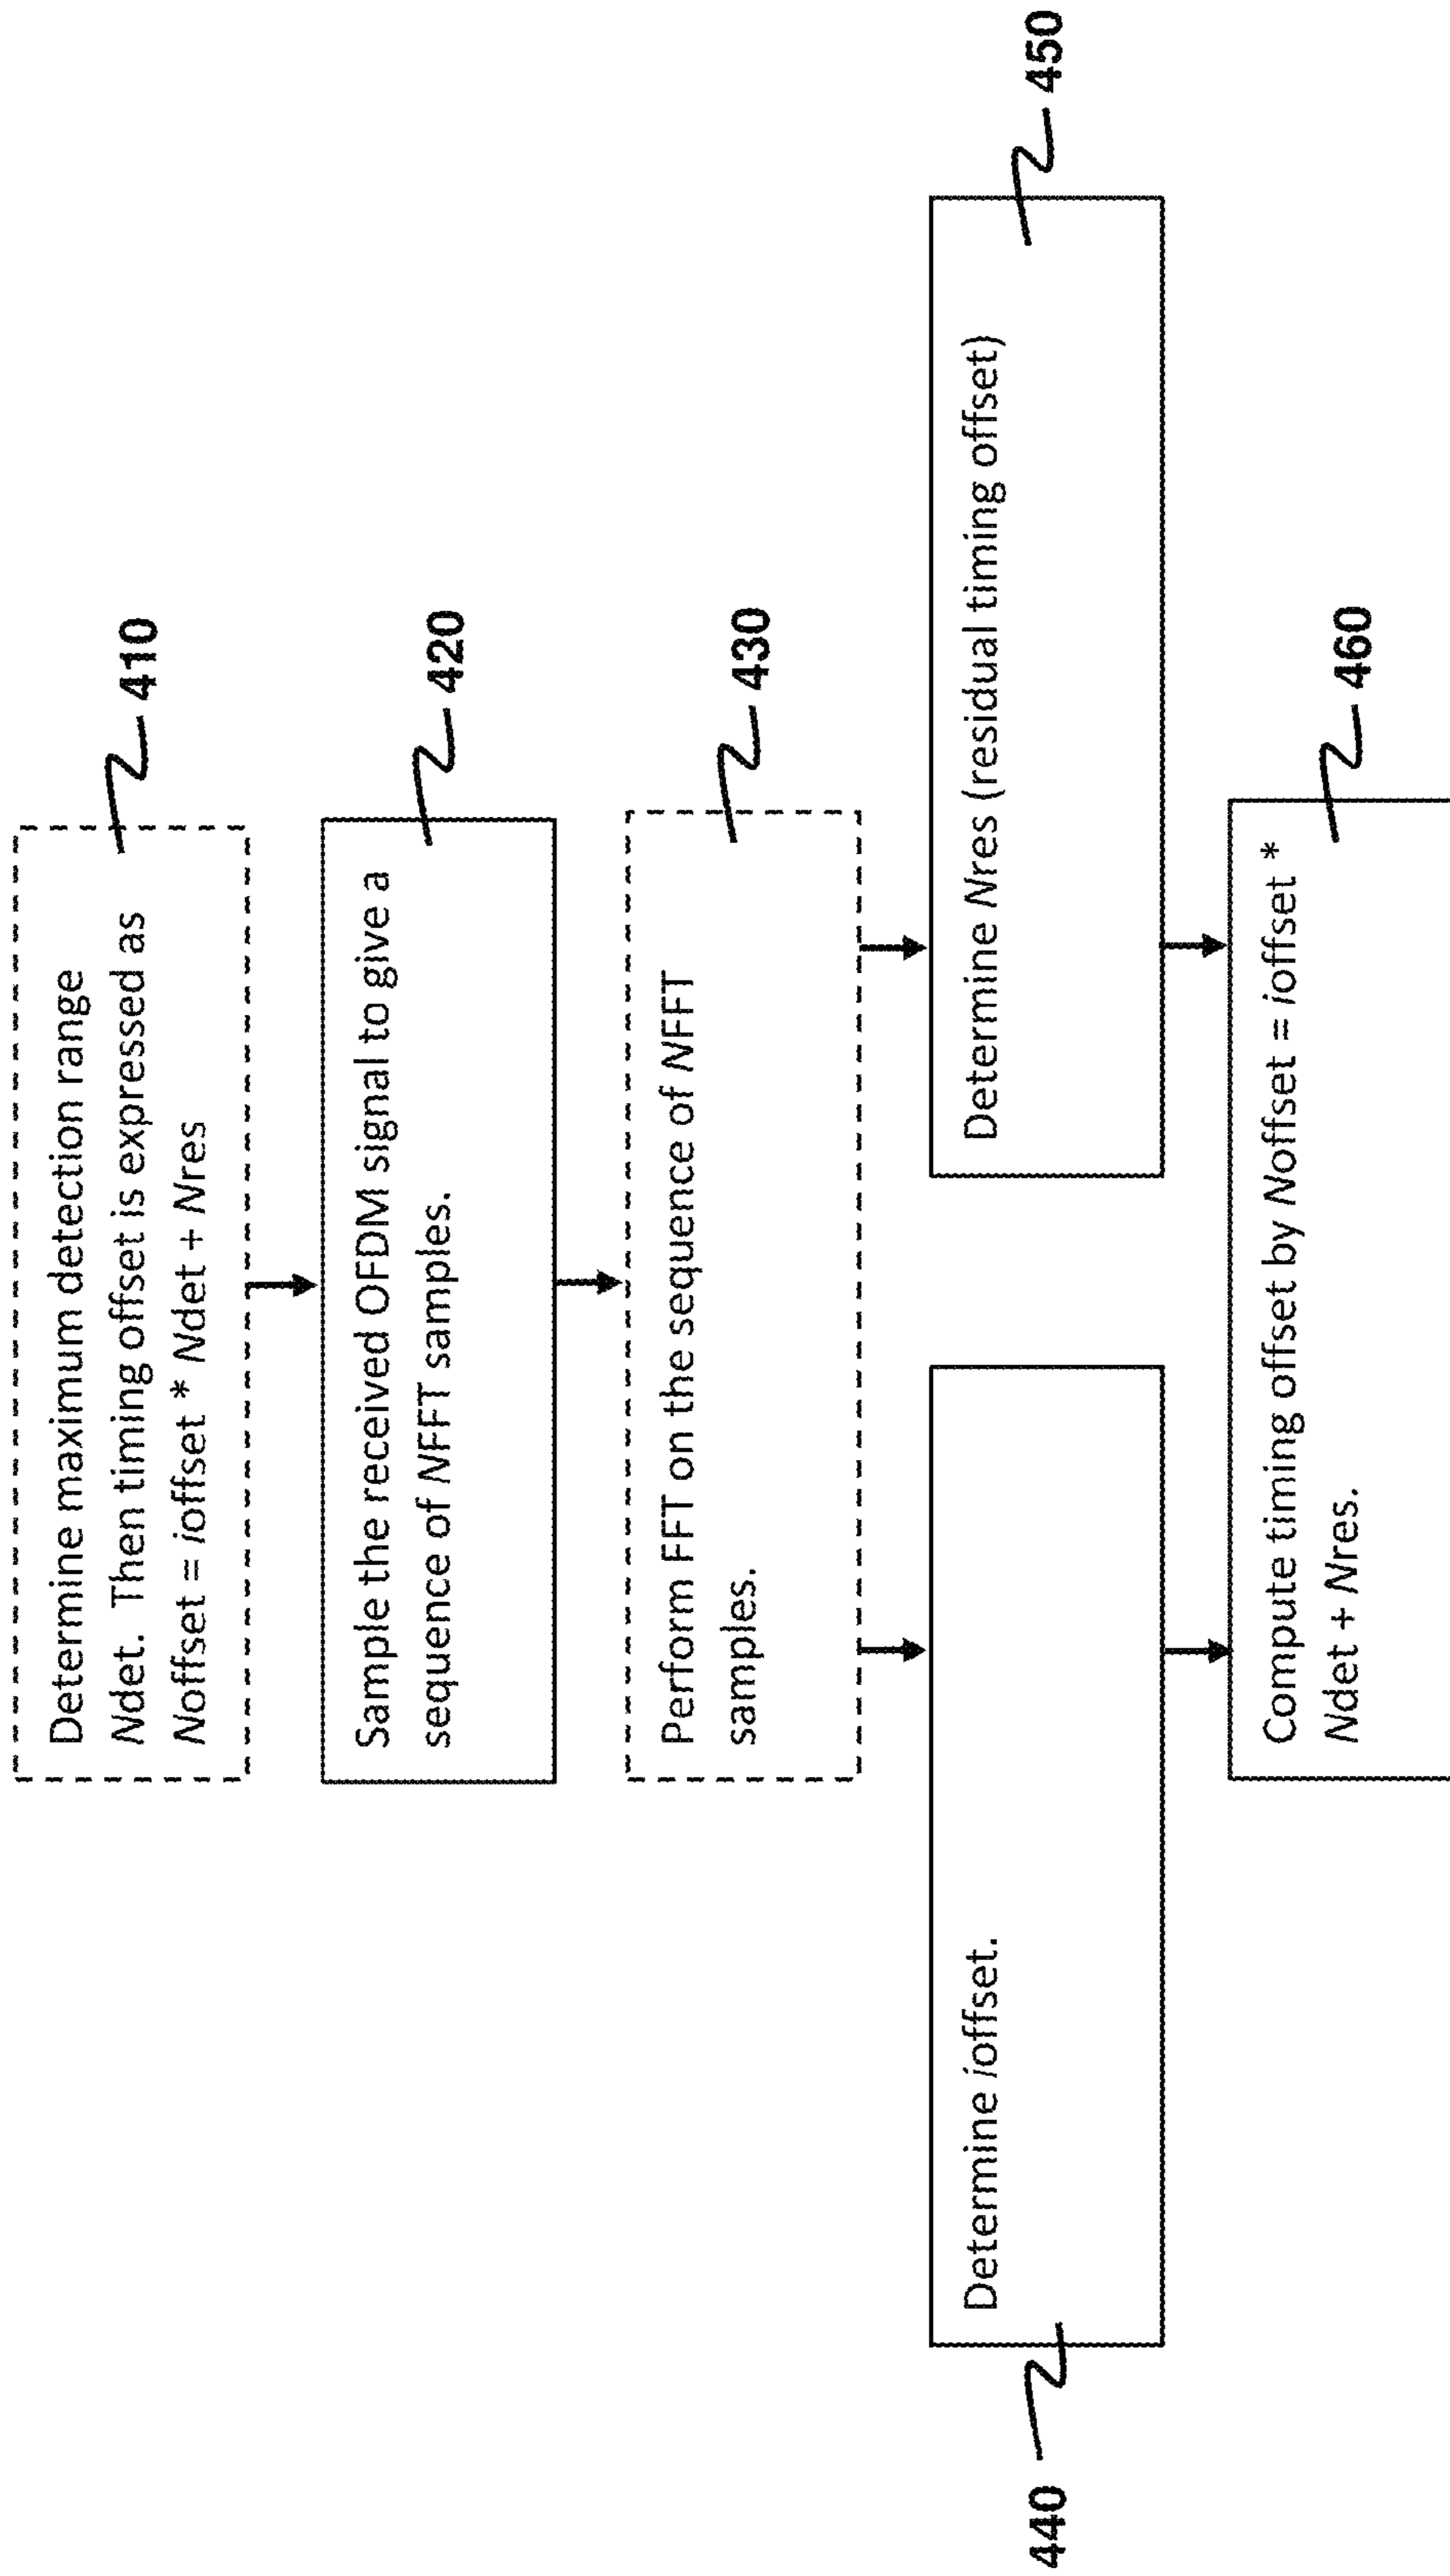 410
Determine maximum detection range
Ndet. Then timing offset is expressed as
Noffset = ioffset * Ndet + Nres
420
Sample the received OFDM signal to give a
sequence of NFFT samples.
430
Perform FFT on the sequence of NFFT
samples.
440
Determine ioffset.
450
Determine Nres (residual timing offset)
460
Compute timing offset by Noffset = ioffset *
Ndet + Nres.